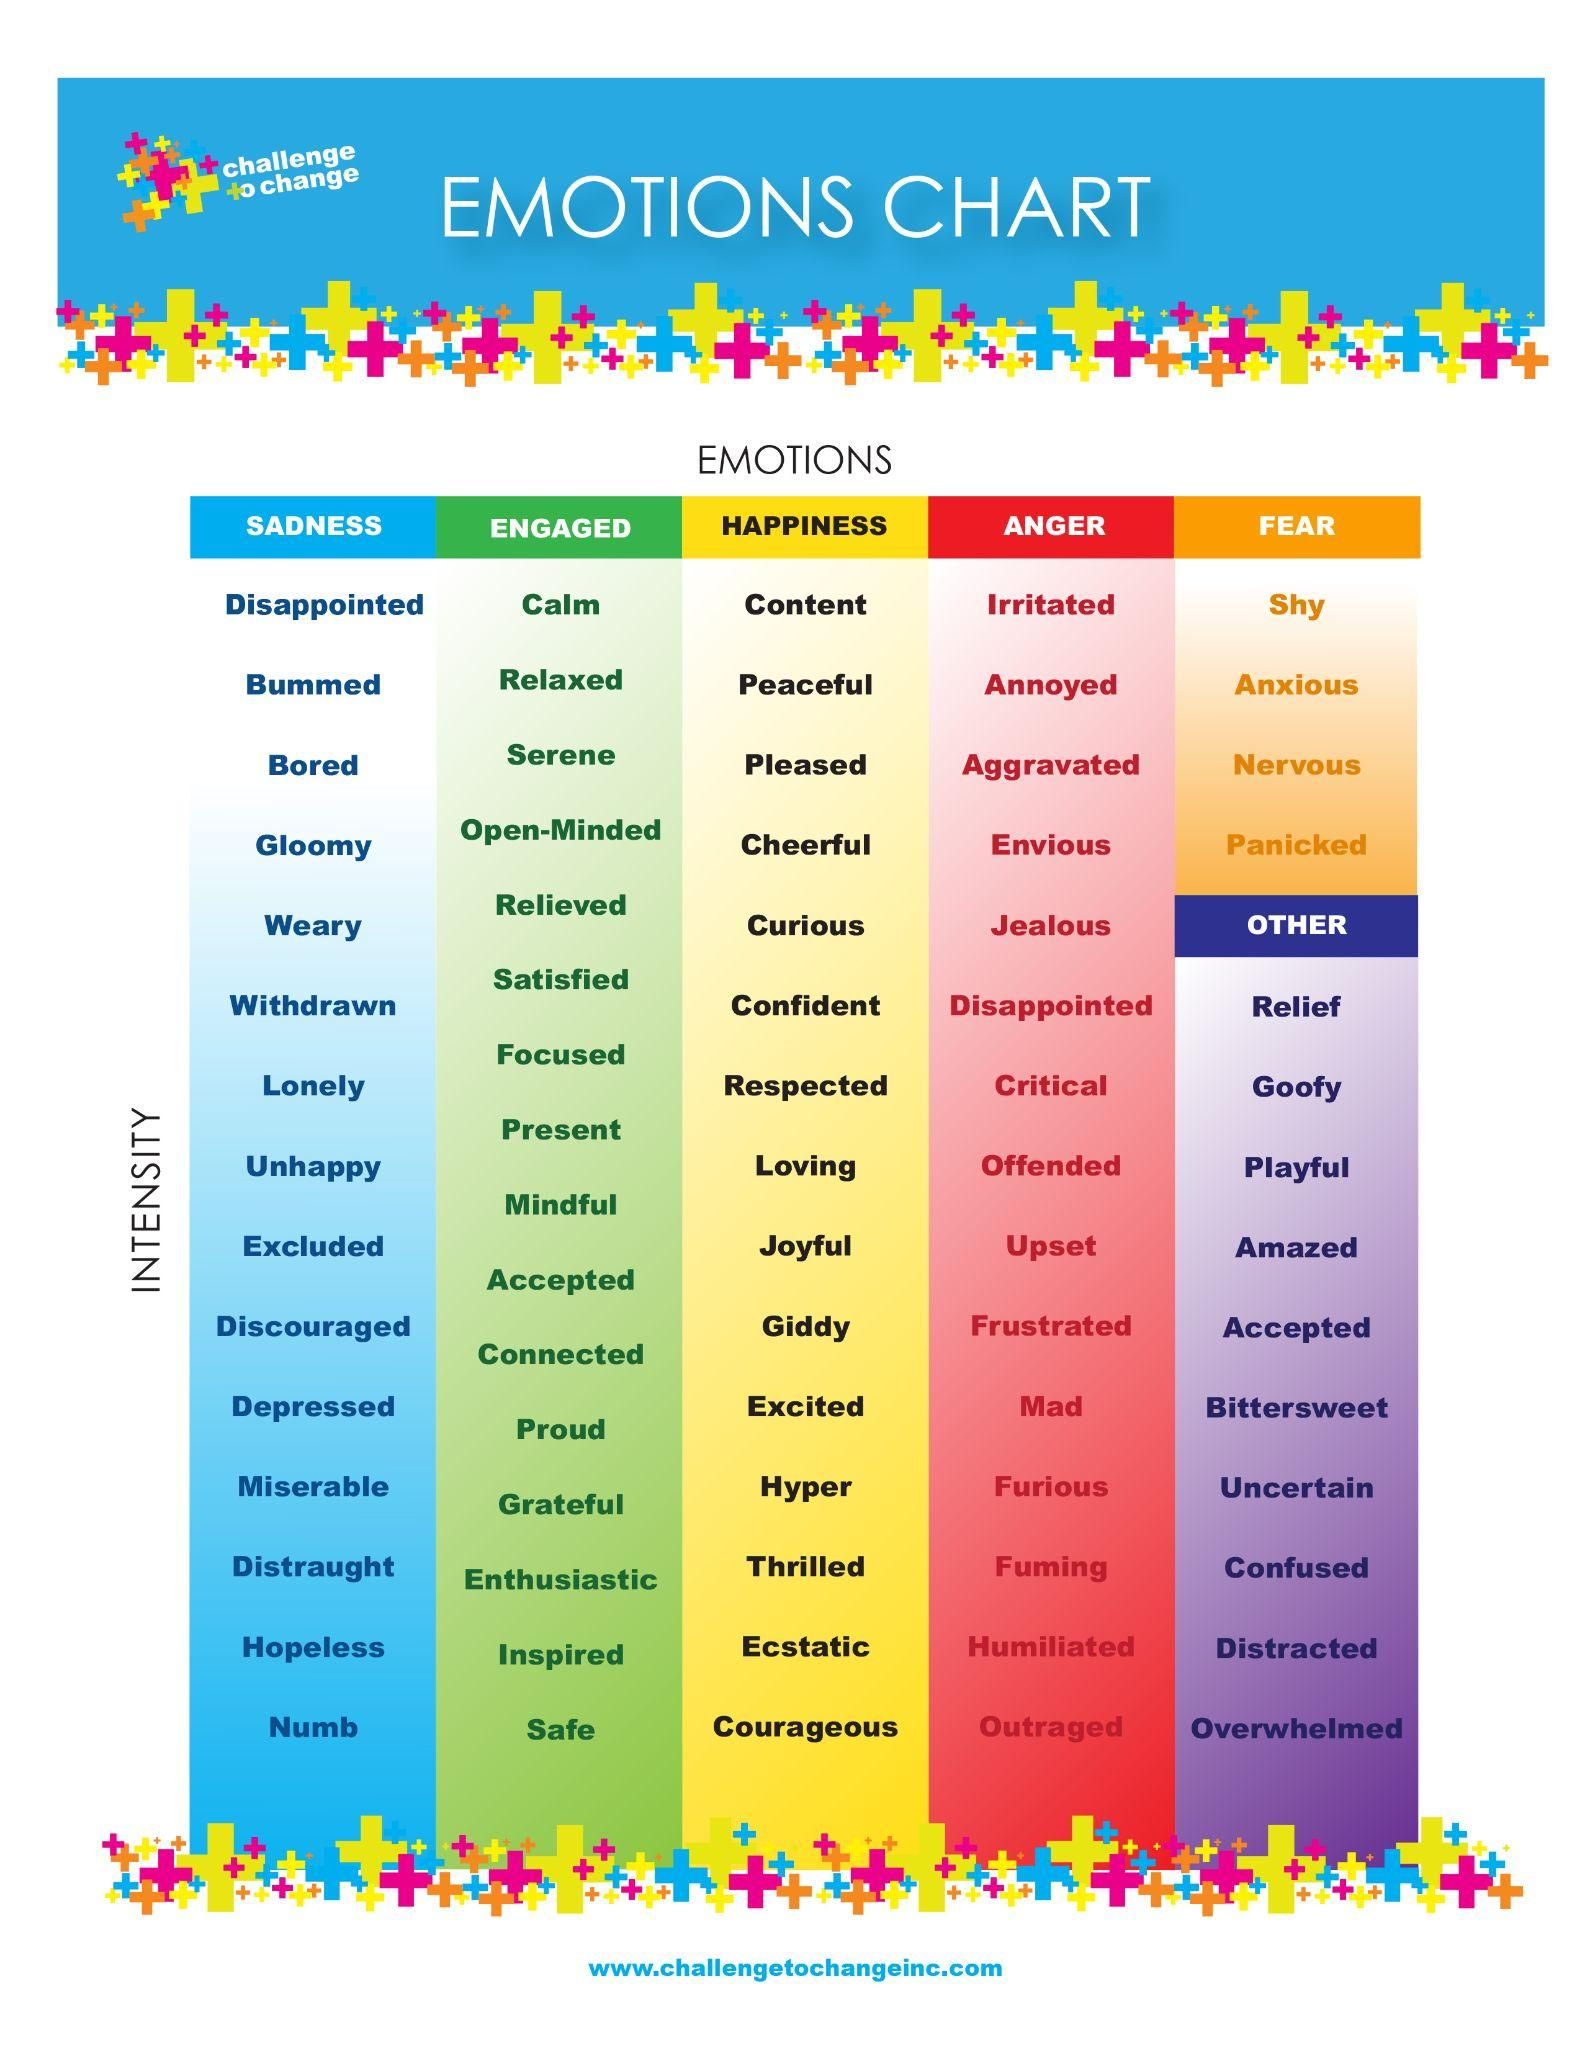 challenge
to change
EMOTIONS CHART
EMOTIONS
SADNESS
Disappointed
Bummed
Bored
Gloomy
Weary
Withdrawn
Lonely
Unhappy
Excluded
Discouraged
Depressed
Miserable
Distraught
Hopeless
Numb
ENGAGED
Calm
Relaxed
Serene
Open-Minded
Relieved
Satisfied
Focused
Present
Mindful
Accepted
Connected
Proud
Grateful
Enthusiastic
Inspired
Safe
HAPPINESS
Content
Peaceful
Pleased
Cheerful
Curious
Confident
Respected
Loving
Joyful
Giddy
Excited
Hyper
Thrilled
Ecstatic
Courageous
ANGER
Irritated
Annoyed
Aggravated
Envious
Jealous
Disappointed
Critical
Offended
Upset
Frustrated
Mad
Furious
Fuming
Humiliated
Outraged
FEAR
Shy
Anxious
Nervous
Panicked
OTHER
Relief
Goofy
Playful
Amazed
Accepted
Bittersweet
Uncertain
Confused
Distracted
Overwhelmed
INTENSITY
www.challengetochangeinc.com